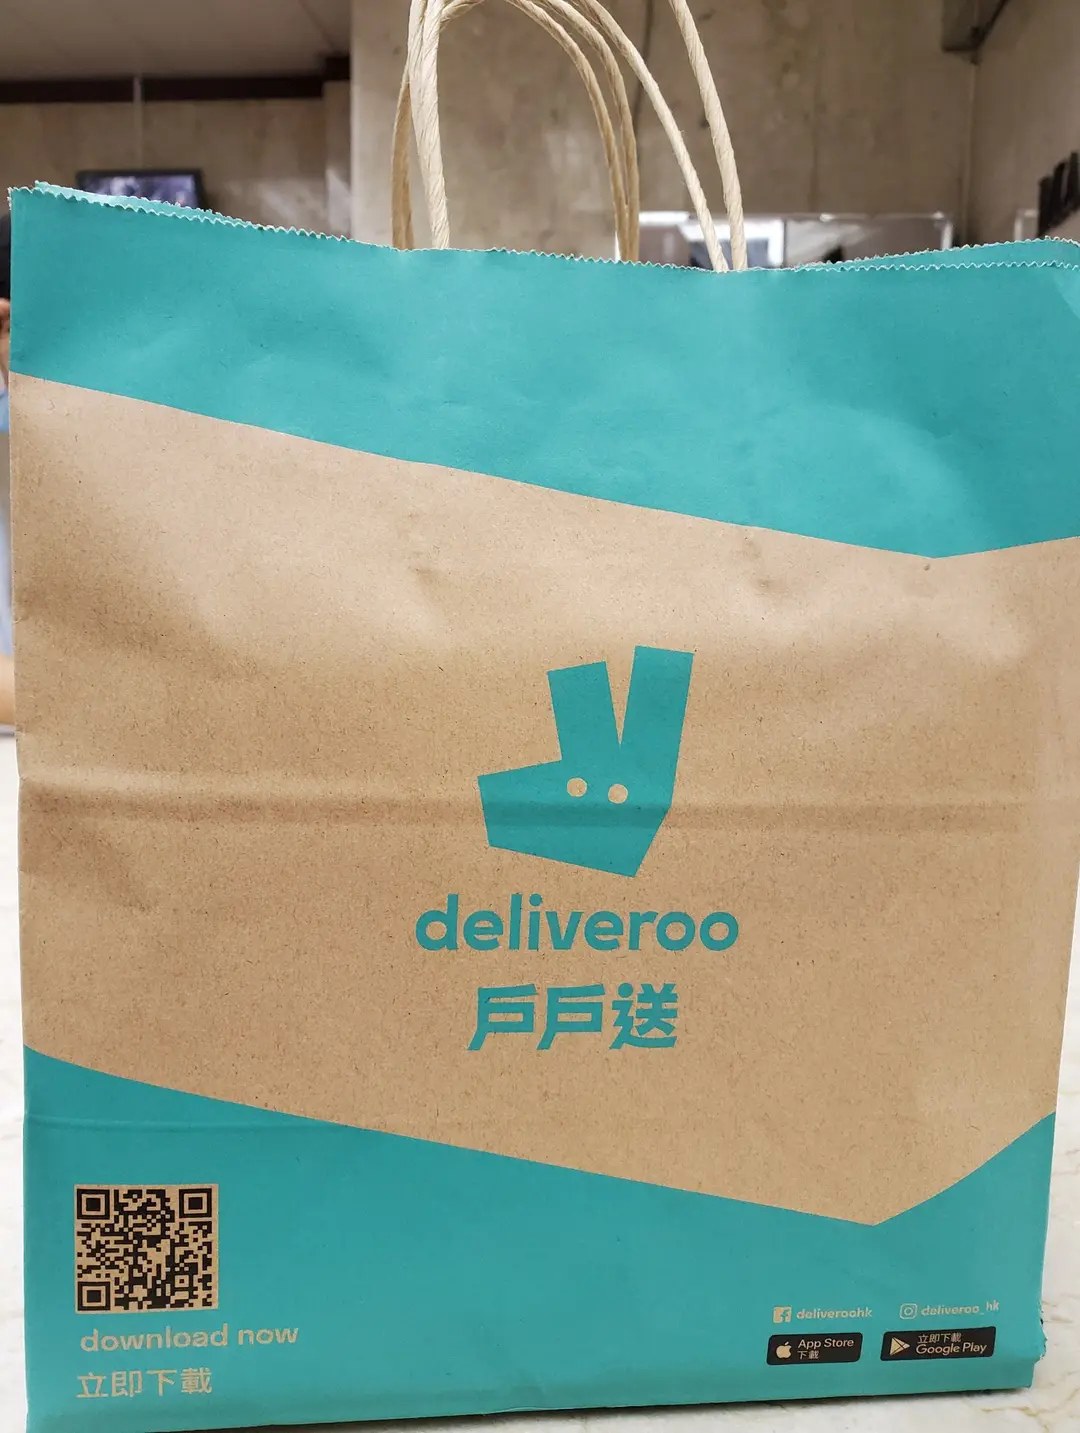 deliveroo
戶戶送
download now
立即下載
deliveroohk
deliveroo_hk
App Store
下載
立即下載
Google Play